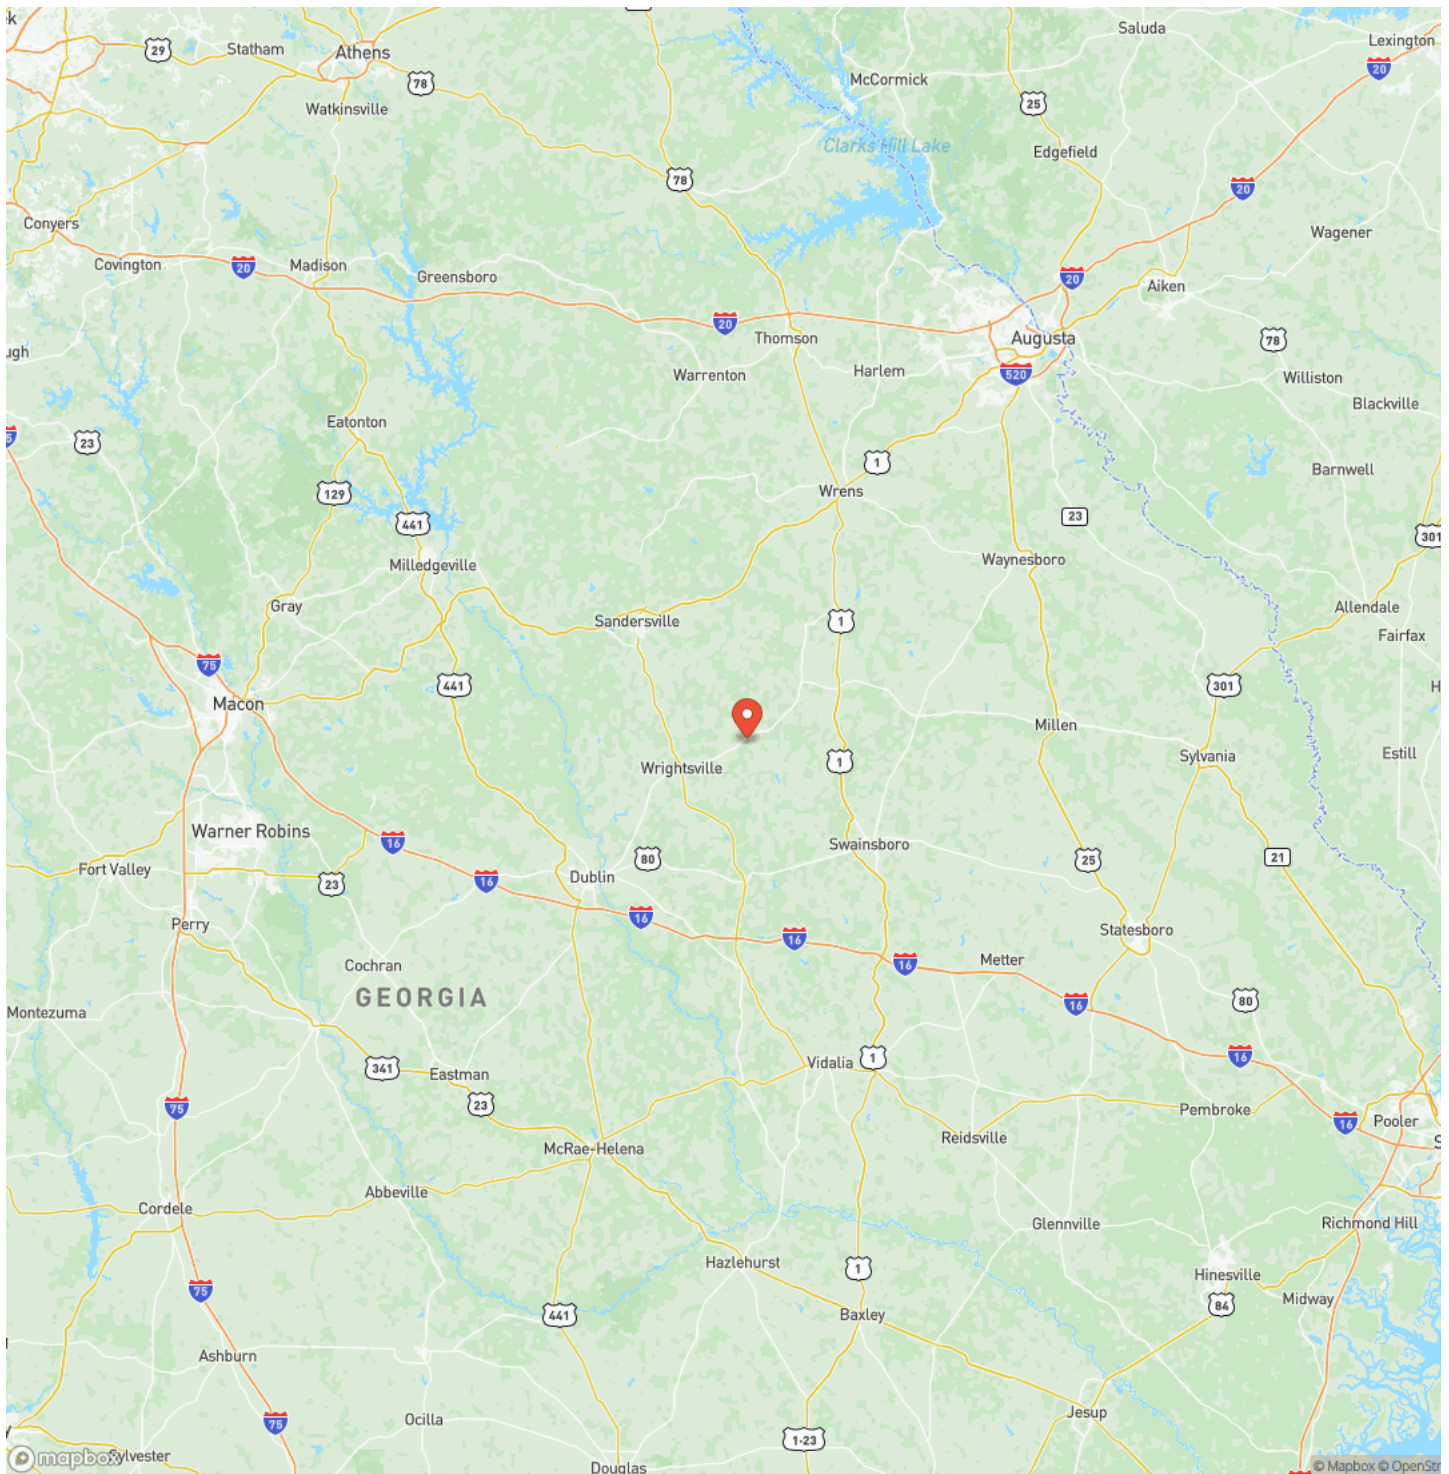 Saluda
Lexington
29
Statham
Athens
20
78
McCormick
25
Watkinsville
Clarks Hill Lake
Edgefield
78
20
Conyers
Wagener
Covington
20
Madison
Greensboro
20
Aiken
20
Thomson
Augusta
78
Warrenton
Harlem
520
Williston
Blackville
Eatonton
23
1
Barnwell
129
Wrens
441
23
301
Waynesboro
Milledgeville
Gray
Allendale
Sandersville
1
Fairfax
75
441
301
Macon
Millen
Sylvania
Estill
Wrightsville
1
Warner Robins
16
Swainsboro
80
25
21
Fort Valley
23
16
Dublin
Perry
16
16
Statesboro
Cochran
16
Metter
GEORGIA
16
80
Montezuma
341
Eastman
Vidalia
1
16
75
23
Pembroke
16
Pooler
McRae-Helena
Reidsville
Abbeville
Cordele
Glennville
Richmond Hill
Hazlehurst
1
Hinesville
75
441
Baxley
84
Midway
Ashburn
Ocilla
75
Jesup
1-23
mapbox
Sylvester
Douglas
© Mapbox © OpenStr